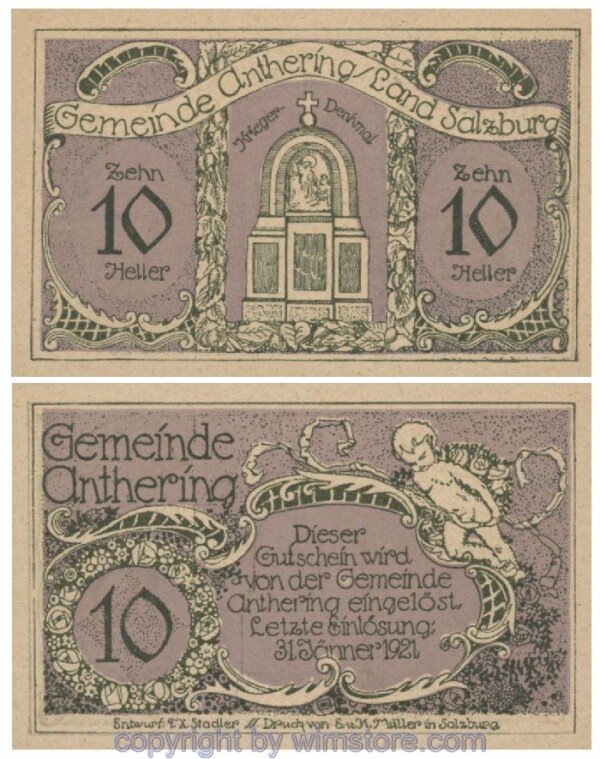 Gemeinde Anthering/Land Salzburg
Krieger-Denkmal
Zehn
10
Heller
Zehn
10
Heller
Gemeinde
Anthering
10
Dieser
Gutschein wird
von der Gemeinde
Anthering eingelöst.
Letzte Einlösung:
31. Jänner 1921
Entwurf: F. X. Stadler // Druck von E. u. K. Müller in Salzburg
copyright by wimstore.com